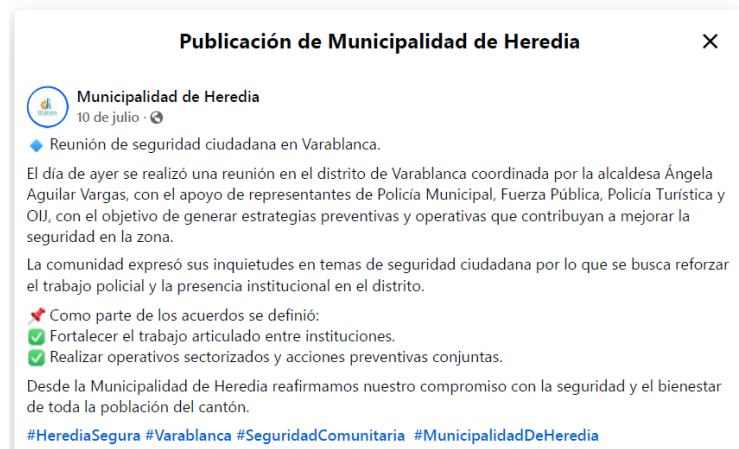 Publicación de Municipalidad de Heredia
Municipalidad de Heredia
10 de julio ·
Reunión de seguridad ciudadana en Varablanca.
El día de ayer se realizó una reunión en el distrito de Varablanca coordinada por la alcaldesa Ángela
Aguilar Vargas, con el apoyo de representantes de Policía Municipal, Fuerza Pública, Policía Turística y
OIJ, con el objetivo de generar estrategias preventivas y operativas que contribuyan a mejorar la
seguridad en la zona.
La comunidad expresó sus inquietudes en temas de seguridad ciudadana por lo que se busca reforzar
el trabajo policial y la presencia institucional en el distrito.
📌 Como parte de los acuerdos se definió:
✅ Fortalecer el trabajo articulado entre instituciones.
✅ Realizar operativos sectorizados y acciones preventivas conjuntas.
Desde la Municipalidad de Heredia reafirmamos nuestro compromiso con la seguridad y el bienestar
de toda la población del cantón.
#HerediaSegura #Varablanca #SeguridadComunitaria #MunicipalidadDeHeredia